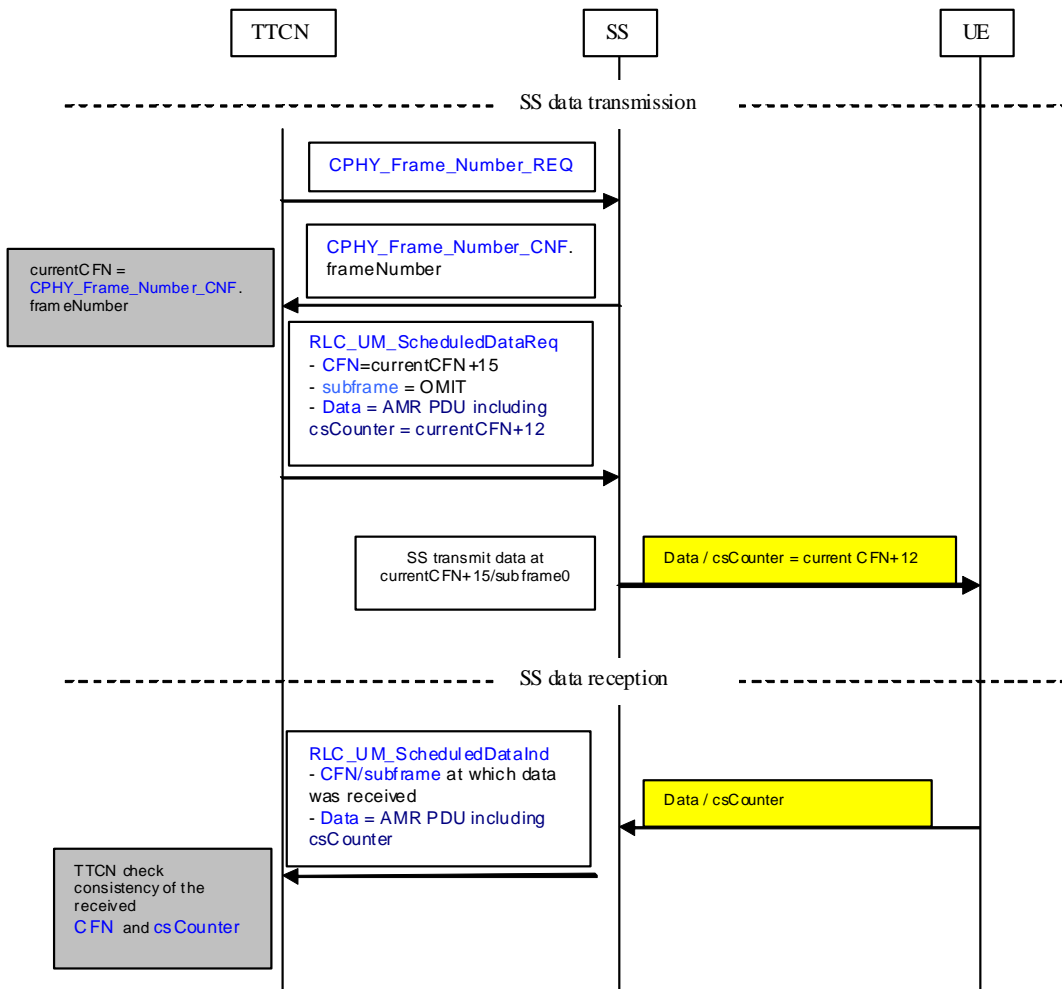 TTCN
SS
UE
SS data transmission
CPHY_Frame_Number_REQ
CPHY_Frame_Number_CNF.
frameNumber
currentCFN =
CPHY_Frame_Number_CNF.
frameNumber
RLC_UM_ScheduledDataReq
- CFN=currentCFN+15
- subframe = OMIT
- Data = AMR PDU including
csCounter = currentCFN+12
SS transmit data at
currentCFN+15/subframe0
Data / csCounter = current CFN+12
SS data reception
RLC_UM_ScheduledDataInd
- CFN/subframe at which data
was received
- Data = AMR PDU including
csCounter
Data / csCounter
TTCN check
consistency of the
received
CFN and csCounter